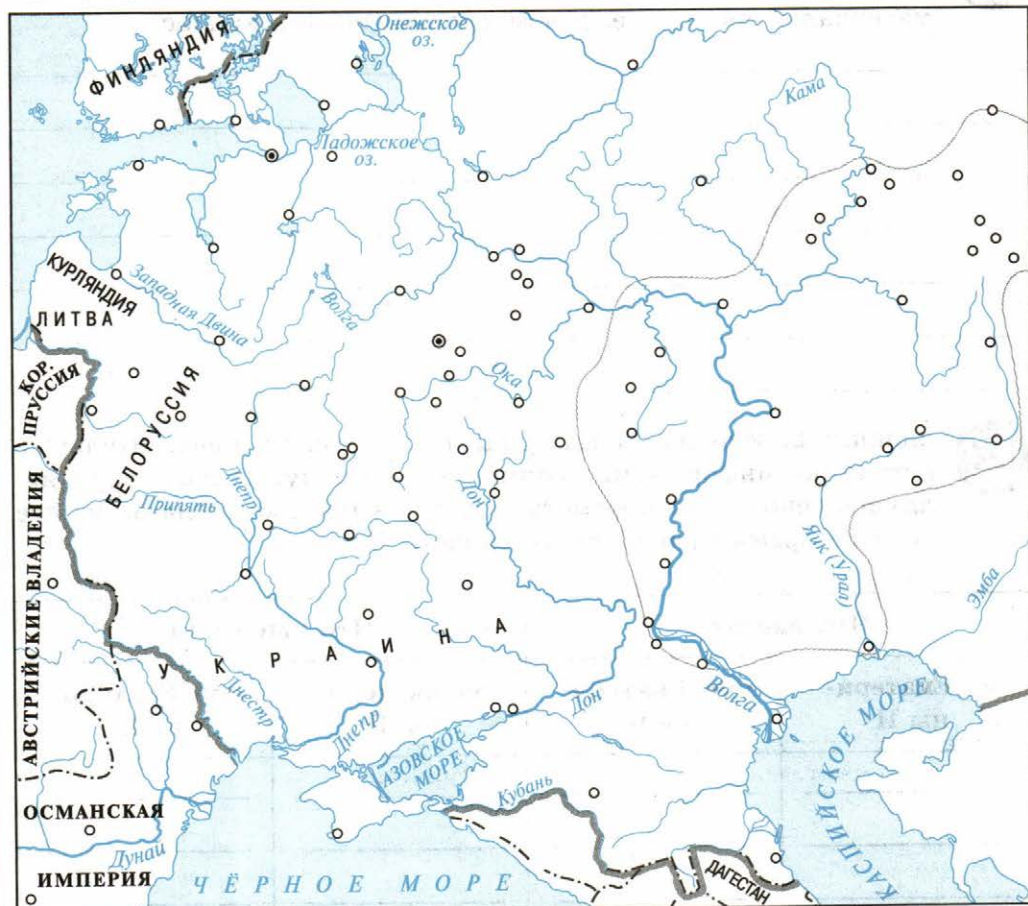 Онежское
оз.
ФИНЛЯНДИЯ
Кама
Ладожское
оз.
КУРЛЯНДИЯ
Западная Двина
Волга
ЛИТВА
КОР.
ПРУССИЯ
Ока
БЕЛОРУССИЯ
Днепр
Дон
Припять
АВСТРИЙСКИЕ ВЛАДЕНИЯ
Яик (Урал)
Эмба
УКРАИНА
Днестр
Днепр
Дон
Волга
АЗОВСКОЕ
МОРЕ
Кубань
КАСПИЙСКОЕ МОРЕ
ОСМАНСКАЯ
Дунай
ИМПЕРИЯ
ЧЁРНОЕ МОРЕ
ДАГЕСТАН